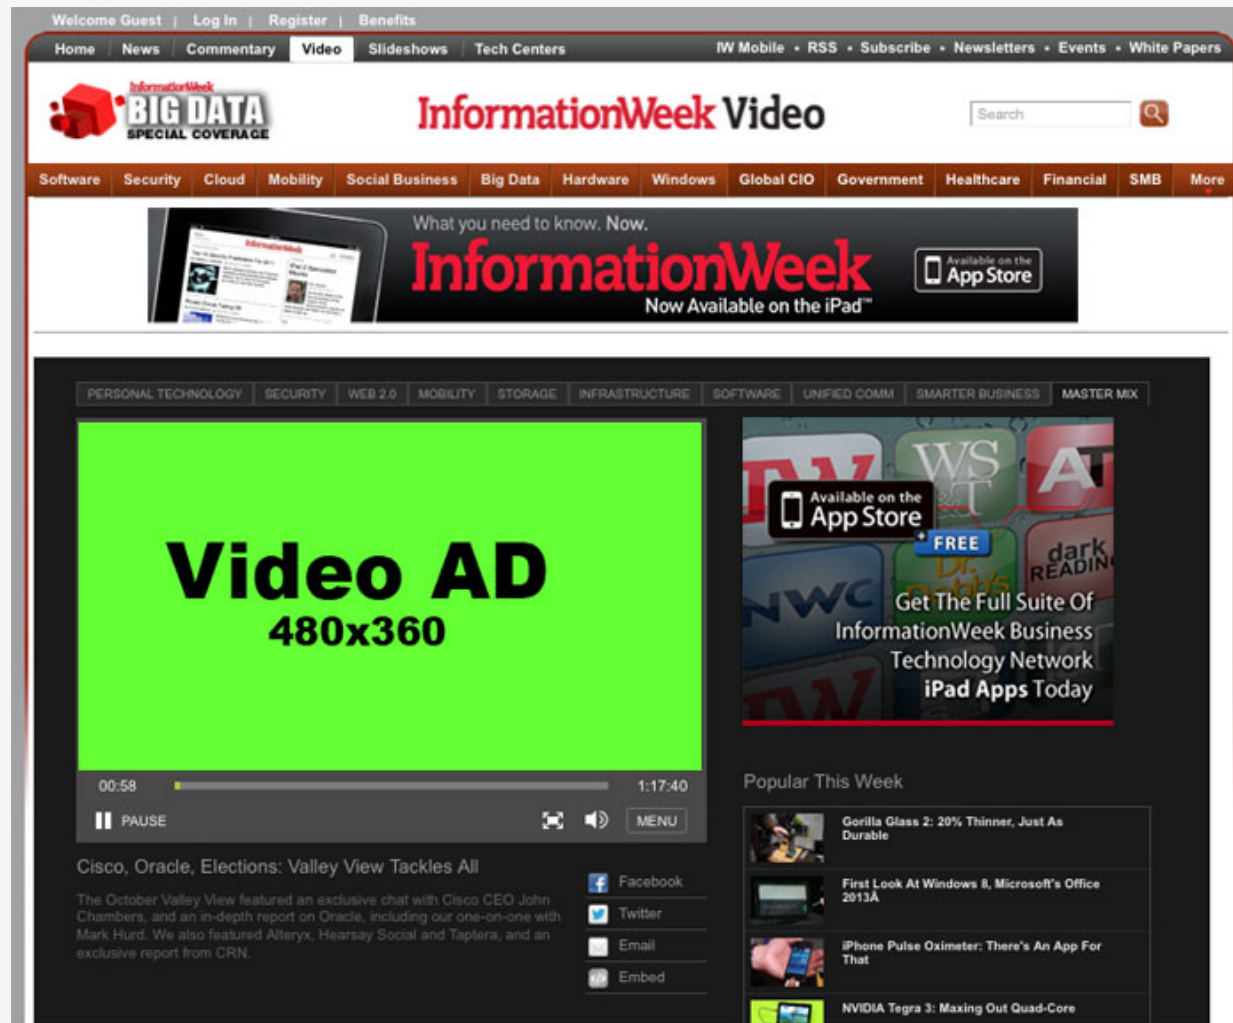 Welcome Guest | Log In | Register | Benefits
Home News Commentary Video Slideshows Tech Centers IW Mobile • RSS • Subscribe • Newsletters • Events • White Papers
InformationWeek
BIG DATA
SPECIAL COVERAGE
InformationWeek Video
Search
Software Security Cloud Mobility Social Business Big Data Hardware Windows Global CIO Government Healthcare Financial SMB More
What you need to know. Now.
InformationWeek
Now Available on the iPad™
Available on the
App Store
InformationWeek
PERSONAL TECHNOLOGY SECURITY WEB 2.0 MOBILITY STORAGE INFRASTRUCTURE SOFTWARE UNIFIED COMM SMARTER BUSINESS MASTER MIX
Video AD
480x360
00:58 1:17:40
PAUSE MENU
Cisco, Oracle, Elections: Valley View Tackles All
The October Valley View featured an exclusive chat with Cisco CEO John
Chambers, and an in-depth report on Oracle, including our one-on-one with
Mark Hurd. We also featured Alteryx, Hearsay Social and Taptera, and an
exclusive report from CRN.
Facebook
Twitter
Email
Embed
WS
&T
Available on the
App Store
FREE
dark
READIN
NWC
Dr.
Dobb's
Get The Full Suite Of
InformationWeek Business
Technology Network
iPad Apps Today
Popular This Week
Gorilla Glass 2: 20% Thinner, Just As
Durable
First Look At Windows 8, Microsoft's Office
2013Â
iPhone Pulse Oximeter: There's An App For
That
NVIDIA Tegra 3: Maxing Out Quad-Core